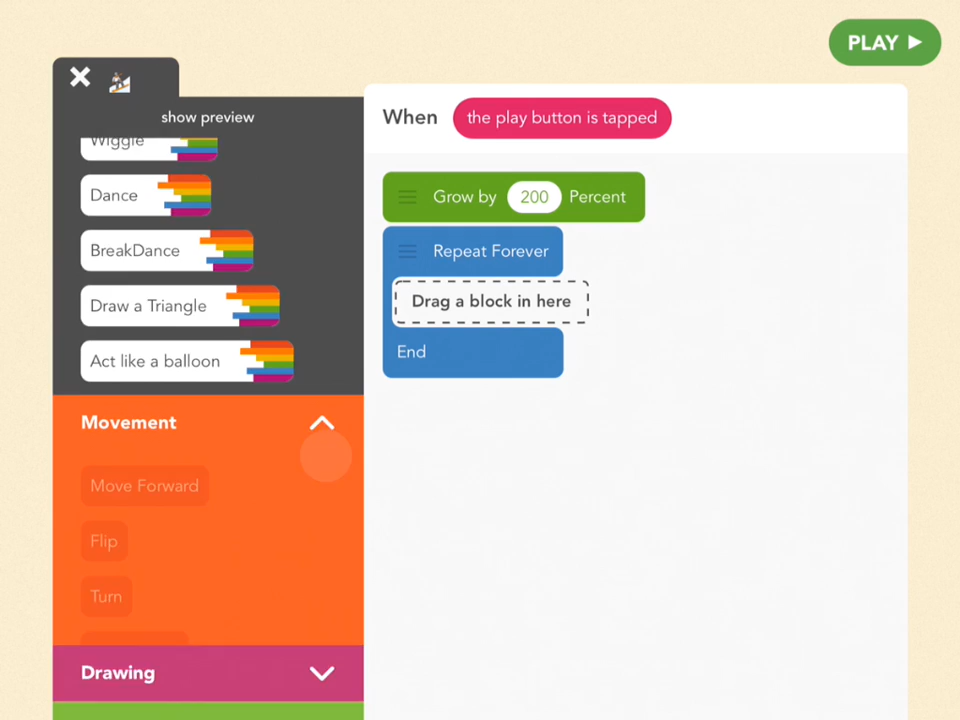 PLAY
show preview
When the play button is tapped
Wiggle
Dance
BreakDance
Draw a Triangle
Act like a balloon
Movement
Move Forward
Flip
Turn
Drawing
Grow by 200 Percent
Repeat Forever
Drag a block in here
End